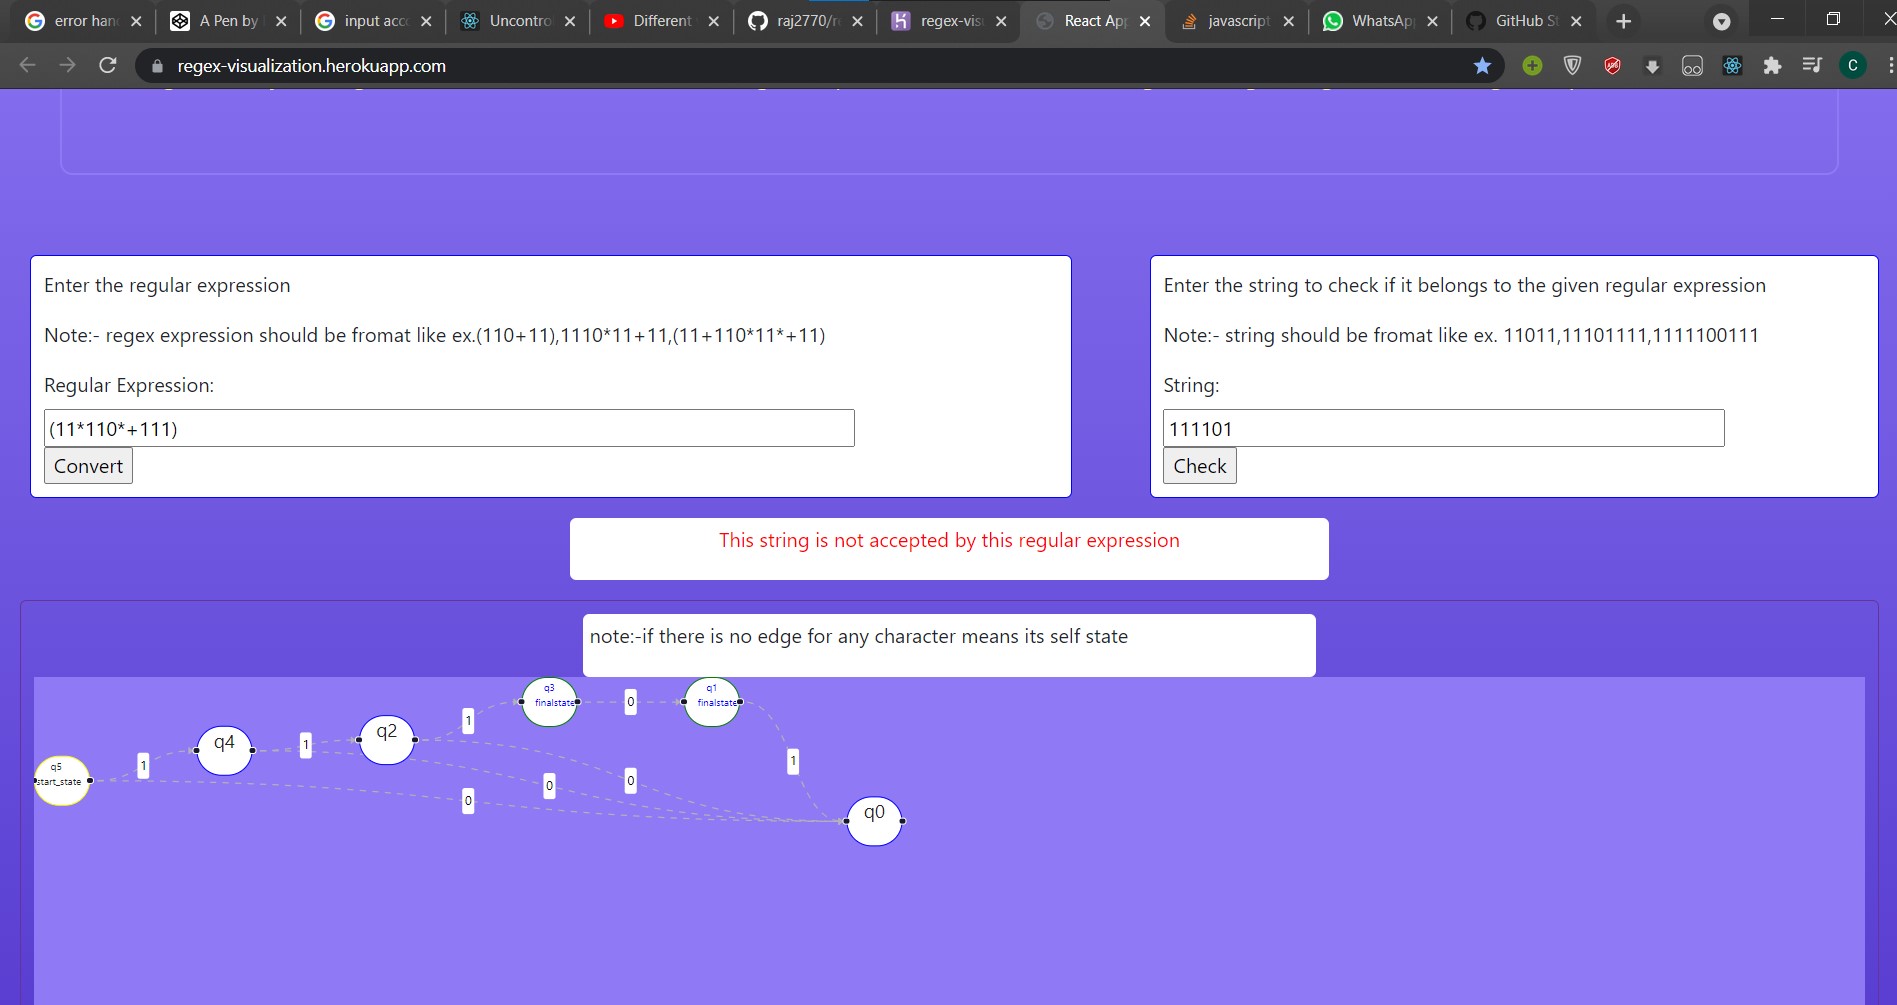 error han
A Pen by
input acc
Uncontro
Different
raj2770/r
regex-vis
React Ap
javascript
WhatsAp
GitHub St
regex-visualization.herokuapp.com
C
Enter the regular expression
Note:- regex expression should be fromat like ex.(110+11),1110*11+11,(11+110*11*+11)
Regular Expression:
(11*110*+111)
Convert
Enter the string to check if it belongs to the given regular expression
Note:- string should be fromat like ex. 11011,11101111,1111100111
String:
111101
Check
This string is not accepted by this regular expression
note:-if there is no edge for any character means its self state
q3
finalstate
0
q1
finalstate
1
q2
q4
1
1
q5
start_state
1
0
0
0
q0